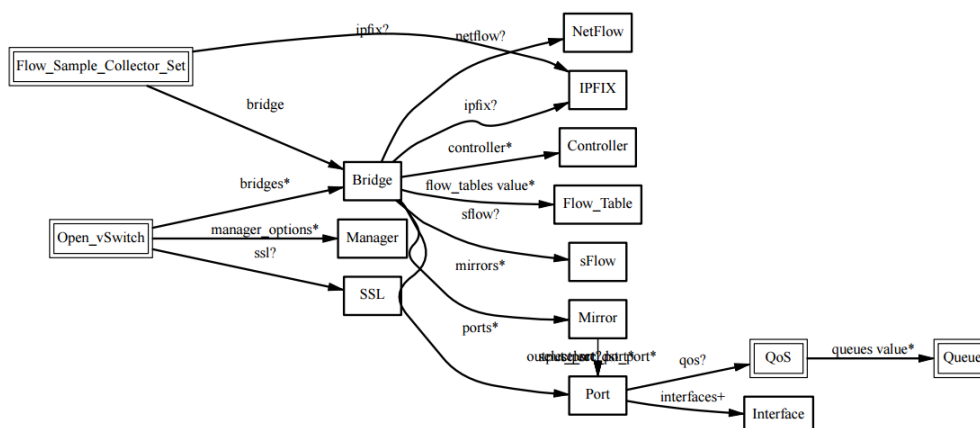 NetFlow
ipfix?
netflow?
Flow_Sample_Collector_Set
IPFIX
bridge
ipfix?
controller*
Controller
bridges*
Bridge
flow_tables value*
Flow_Table
sflow?
Open_vSwitch
manager_options*
Manager
ssl?
mirrors*
sFlow
SSL
ports*
Mirror
qos?
QoS
queues value*
Queue
Port
interfaces+
Interface